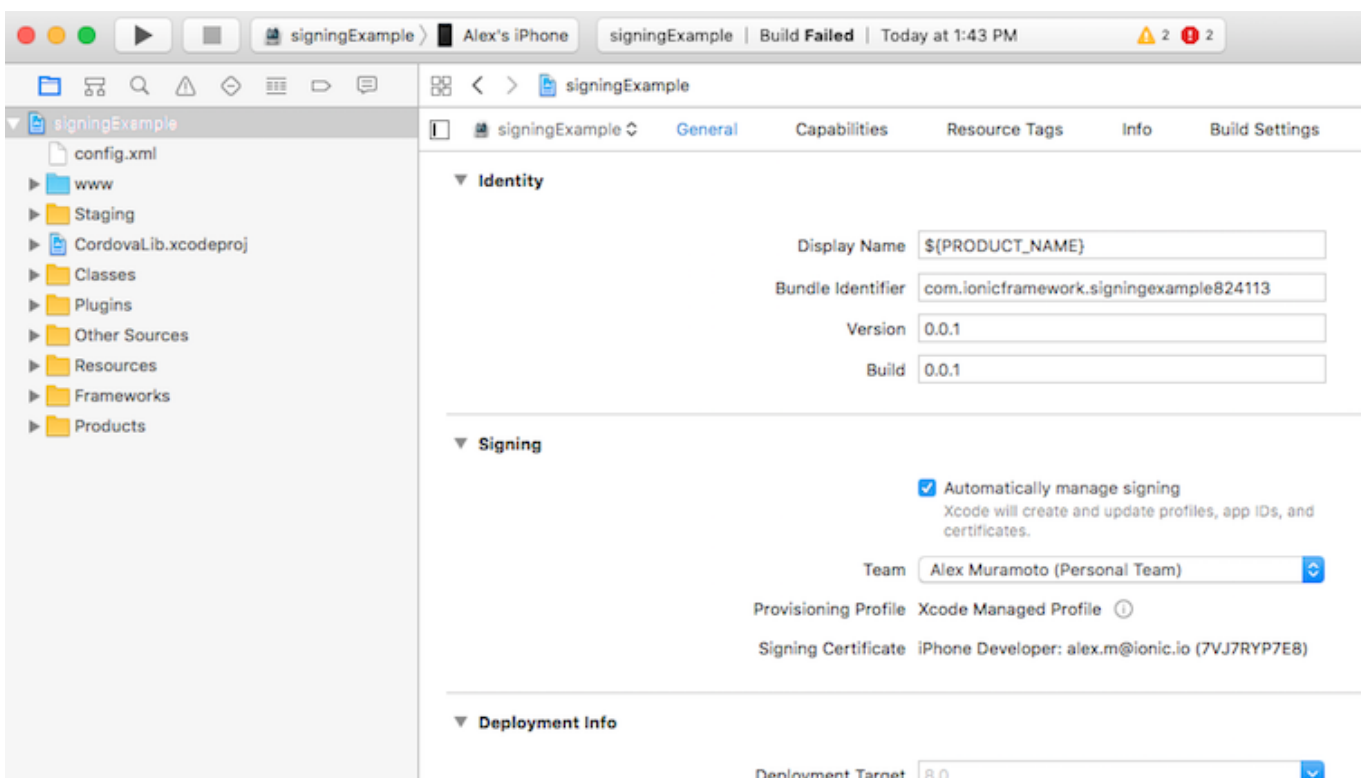 signingExample
Alex's iPhone
signingExample | Build Failed | Today at 1:43 PM
2
2
signingExample
signingExample
signingExample
General
Capabilities
Resource Tags
Info
Build Settings
config.xml
www
Staging
CordovaLib.xcodeproj
Classes
Plugins
Other Sources
Resources
Frameworks
Products
Identity
Display Name ${PRODUCT_NAME}
Bundle Identifier com.ionicframework.signingexample824113
Version 0.0.1
Build 0.0.1
Signing
Automatically manage signing
Xcode will create and update profiles, app IDs, and
certificates.
Team Alex Muramoto (Personal Team)
Provisioning Profile Xcode Managed Profile
Signing Certificate iPhone Developer: alex.m@ionic.io (7VJ7RYP7E8)
Deployment Info
Deployment Target 8.0